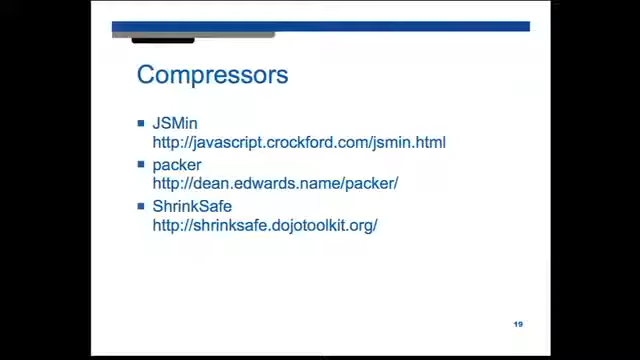 Compressors
JSMin
http://javascript.crockford.com/jsmin.html
packer
http://dean.edwards.name/packer/
ShrinkSafe
http://shrinksafe.dojotoolkit.org/
19